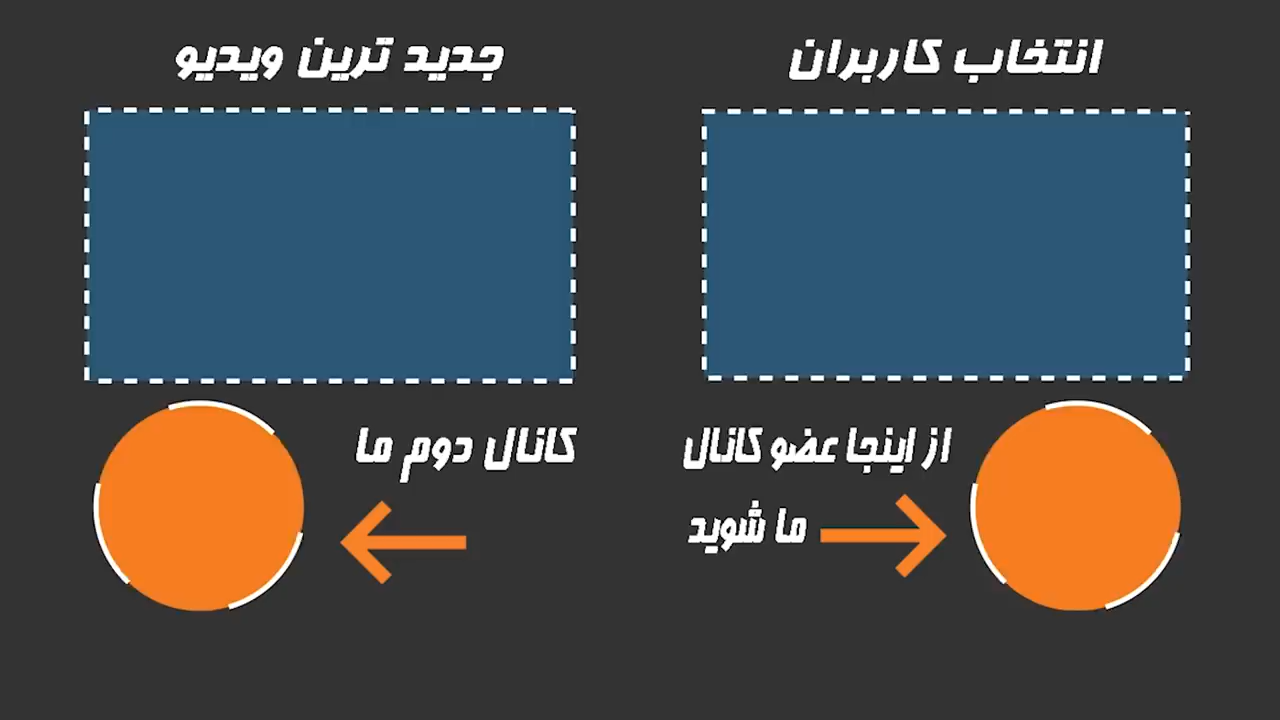 انتخاب کاربران
جدید ترین ویدیو
از اینجا عضو کانال
ما شوید
کانال دوم ما